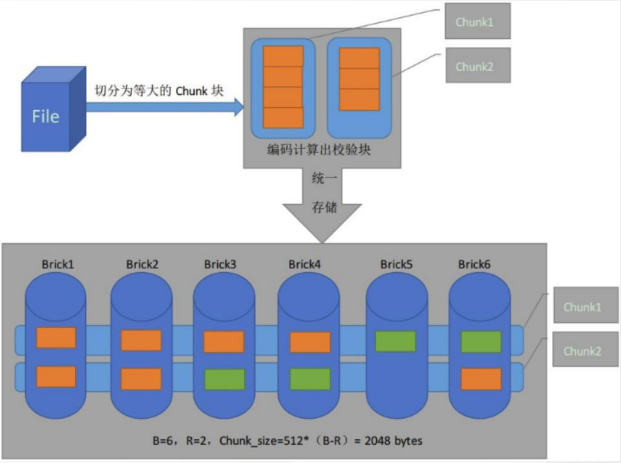 Chunk1
Chunk2
File
切分为等大的 Chunk 块
编码计算出校验块
统一
存储
Brick1
Brick2
Brick3
Brick4
Brick5
Brick6
Chunk1
Chunk2
B=6，R=2，Chunk_size=512*（B-R）= 2048 bytes